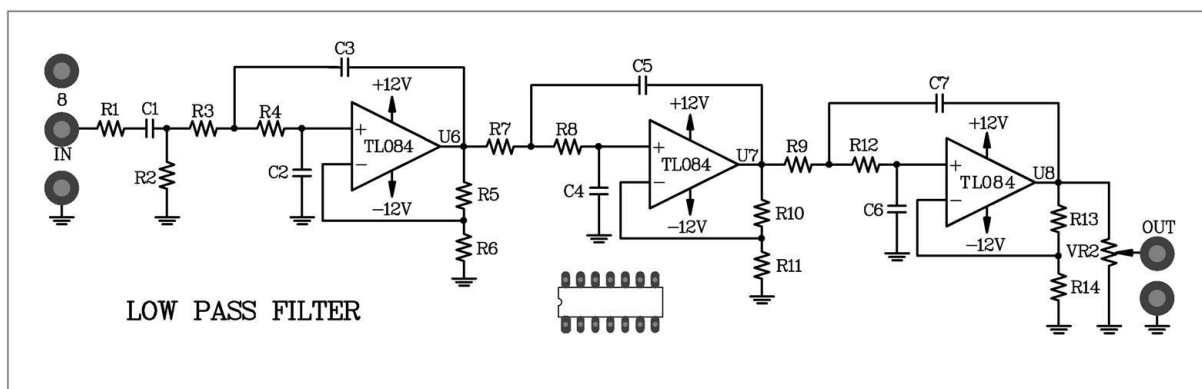 C3
C5
C7
8
+12V
+12V
+12V
R1
C1
R3
R4
U6
R7
R8
U7
R9
R12
U8
IN
TL084
TL084
TL084
R2
C2
R5
C4
R10
C6
R13
OUT
-12V
-12V
-12V
VR2
R6
R11
R14
LOW PASS FILTER
+
−
+
−
+
−